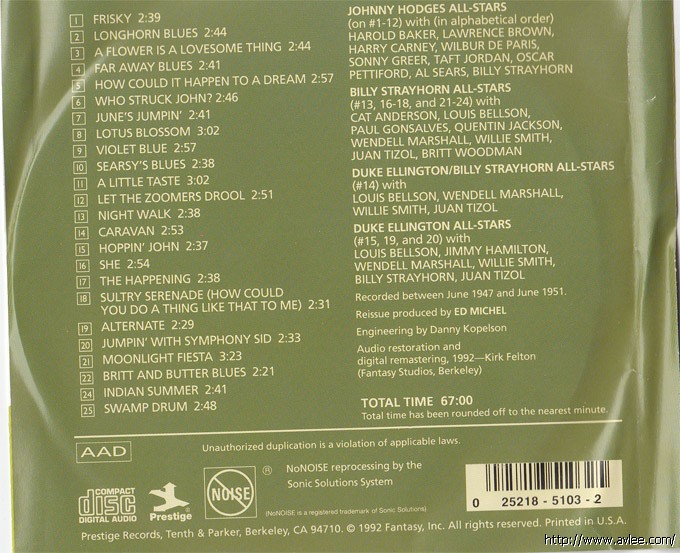 1 FRISKY 2:39
2 LONGHORN BLUES 2:44
3 A FLOWER IS A LOVESOME THING 2:44
4 FAR AWAY BLUES 2:41
5 HOW COULD IT HAPPEN TO A DREAM 2:57
6 WHO STRUCK JOHN? 2:46
7 JUNE'S JUMPIN' 2:41
8 LOTUS BLOSSOM 3:02
9 VIOLET BLUE 2:57
10 SEARSY'S BLUES 2:38
11 A LITTLE TASTE 3:02
12 LET THE ZOOMERS DROOL 2:51
13 NIGHT WALK 2:38
14 CARAVAN 2:53
15 HOPPIN' JOHN 2:37
16 SHE 2:54
17 THE HAPPENING 2:38
18 SULTRY SERENADE (HOW COULD
YOU DO A THING LIKE THAT TO ME) 2:31
19 ALTERNATE 2:29
20 JUMPIN' WITH SYMPHONY SID 2:33
21 MOONLIGHT FIESTA 3:23
22 BRITT AND BUTTER BLUES 2:21
24 INDIAN SUMMER 2:41
25 SWAMP DRUM 2:48
JOHNNY HODGES ALL-STARS
(on #1-12) with (in alphabetical order)
HAROLD BAKER, LAWRENCE BROWN,
HARRY CARNEY, WILBUR DE PARIS,
SONNY GREER, TAFT JORDAN, OSCAR
PETTIFORD, AL SEARS, BILLY STRAYHORN
BILLY STRAYHORN ALL-STARS
(#13, 16-18, and 21-24) with
CAT ANDERSON, LOUIS BELLSON,
PAUL GONSALVES, QUENTIN JACKSON,
WENDELL MARSHALL, WILLIE SMITH,
JUAN TIZOL, BRITT WOODMAN
DUKE ELLINGTON/BILLY STRAYHORN ALL-STARS
(#14) with
LOUIS BELLSON, WENDELL MARSHALL,
WILLIE SMITH, JUAN TIZOL
DUKE ELLINGTON ALL-STARS
(#15, 19, and 20) with
LOUIS BELLSON, JIMMY HAMILTON,
WENDELL MARSHALL, WILLIE SMITH,
BILLY STRAYHORN, JUAN TIZOL
Recorded between June 1947 and June 1951.
Reissue produced by ED MICHEL
Engineering by Danny Kopelson
Audio restoration and
digital remastering, 1992—Kirk Felton
(Fantasy Studios, Berkeley)
TOTAL TIME 67:00
Total time has been rounded off to the nearest minute.
AAD
Unauthorized duplication is a violation of applicable laws.
COMPACT
disc
DIGITAL AUDIO
Prestige
NOISE
®
NoNOISE reprocessing by the
Sonic Solutions System
(NoNOISE is a registered trademark of Sonic Solutions)
0 25218-5103-2
Prestige Records, Tenth & Parker, Berkeley, CA 94710. © 1992 Fantasy, Inc. All rights reserved. Printed in U.S.A.
http://www.avlee.com/